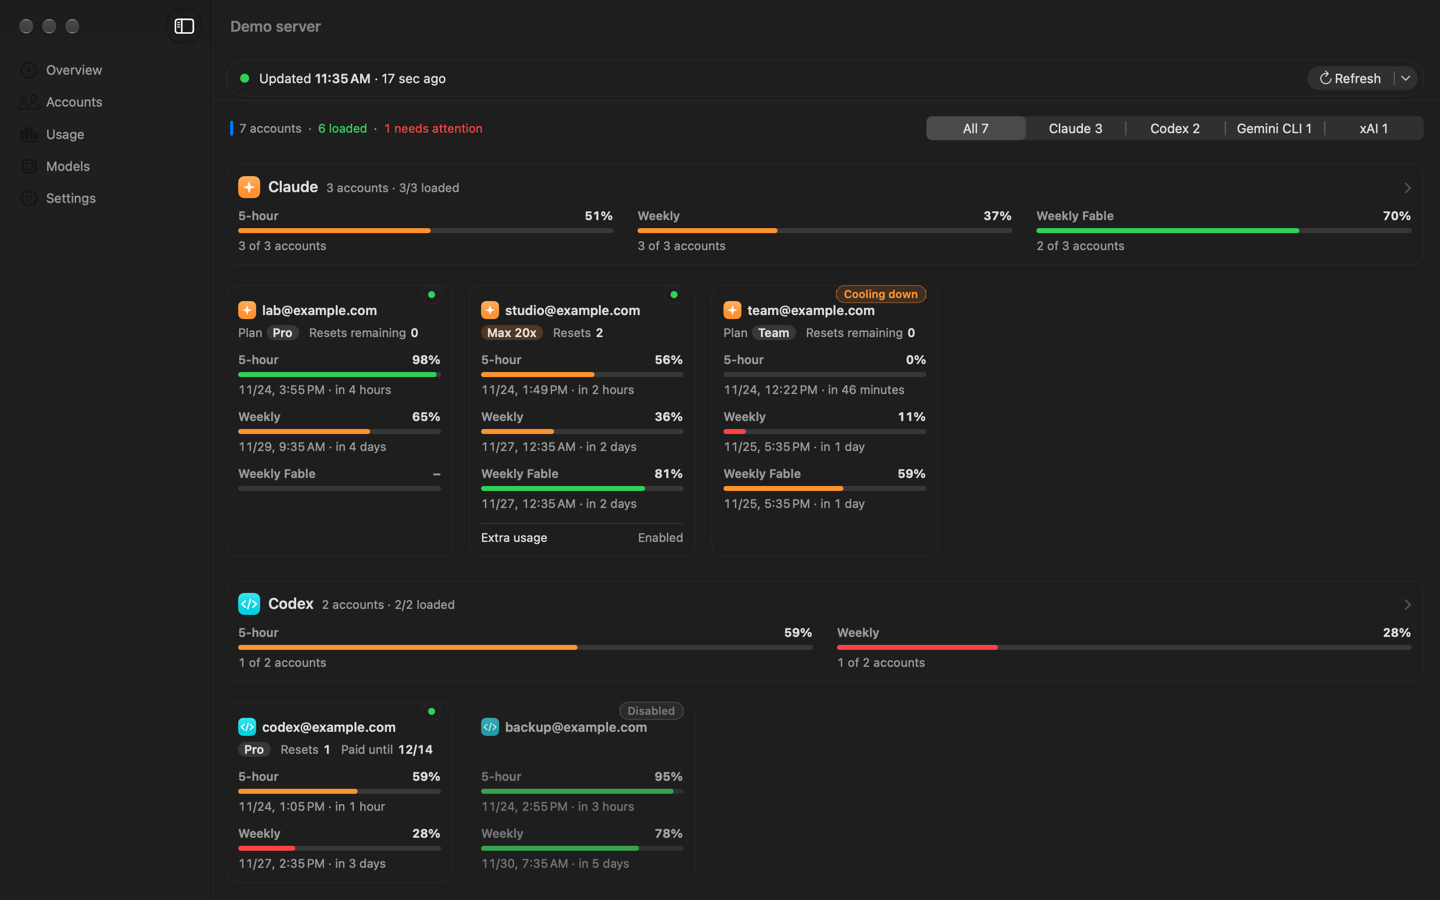 Demo server
Overview
Accounts
Usage
Models
Settings
Updated 11:35 AM · 17 sec ago
Refresh
7 accounts · 6 loaded · 1 needs attention
All 7
Claude 3
Codex 2
Gemini CLI 1
xAI 1
Claude 3 accounts · 3/3 loaded
5-hour 51%
3 of 3 accounts
Weekly 37%
3 of 3 accounts
Weekly Fable 70%
2 of 3 accounts
lab@example.com
Plan Pro Resets remaining 0
5-hour 98%
11/24, 3:55 PM · in 4 hours
Weekly 65%
11/29, 9:35 AM · in 4 days
Weekly Fable –
studio@example.com
Max 20x Resets 2
5-hour 56%
11/24, 1:49 PM · in 2 hours
Weekly 36%
11/27, 12:35 AM · in 2 days
Weekly Fable 81%
11/27, 12:35 AM · in 2 days
Extra usage Enabled
Cooling down
team@example.com
Plan Team Resets remaining 0
5-hour 0%
11/24, 12:22 PM · in 46 minutes
Weekly 11%
11/25, 5:35 PM · in 1 day
Weekly Fable 59%
11/25, 5:35 PM · in 1 day
Codex 2 accounts · 2/2 loaded
5-hour 59%
1 of 2 accounts
Weekly 28%
1 of 2 accounts
codex@example.com
Pro Resets 1 Paid until 12/14
5-hour 59%
11/24, 1:05 PM · in 1 hour
Weekly 28%
11/27, 2:35 PM · in 3 days
Disabled
backup@example.com
5-hour 95%
11/24, 2:55 PM · in 3 hours
Weekly 78%
11/30, 7:35 AM · in 5 days